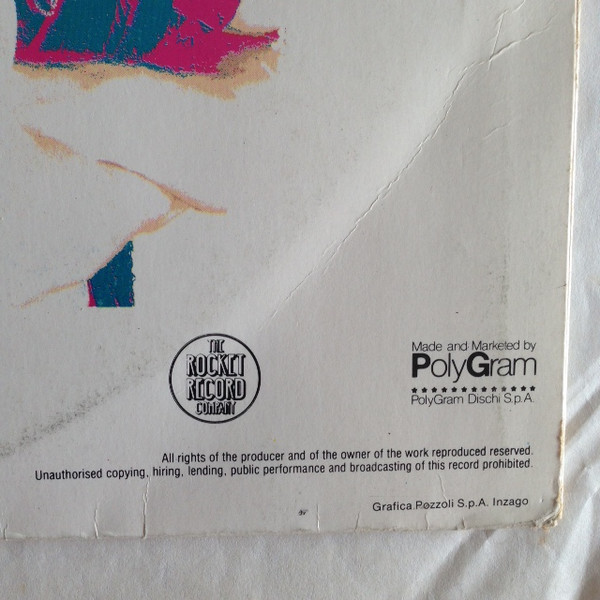 THE
ROCKET
RECORD
COMPANY
Made and Marketed by
PolyGram
PolyGram Dischi S.p.A.
All rights of the producer and of the owner of the work reproduced reserved.
Unauthorised copying, hiring, lending, public performance and broadcasting of this record prohibited.
Grafica Pozzoli S.p.A. Inzago